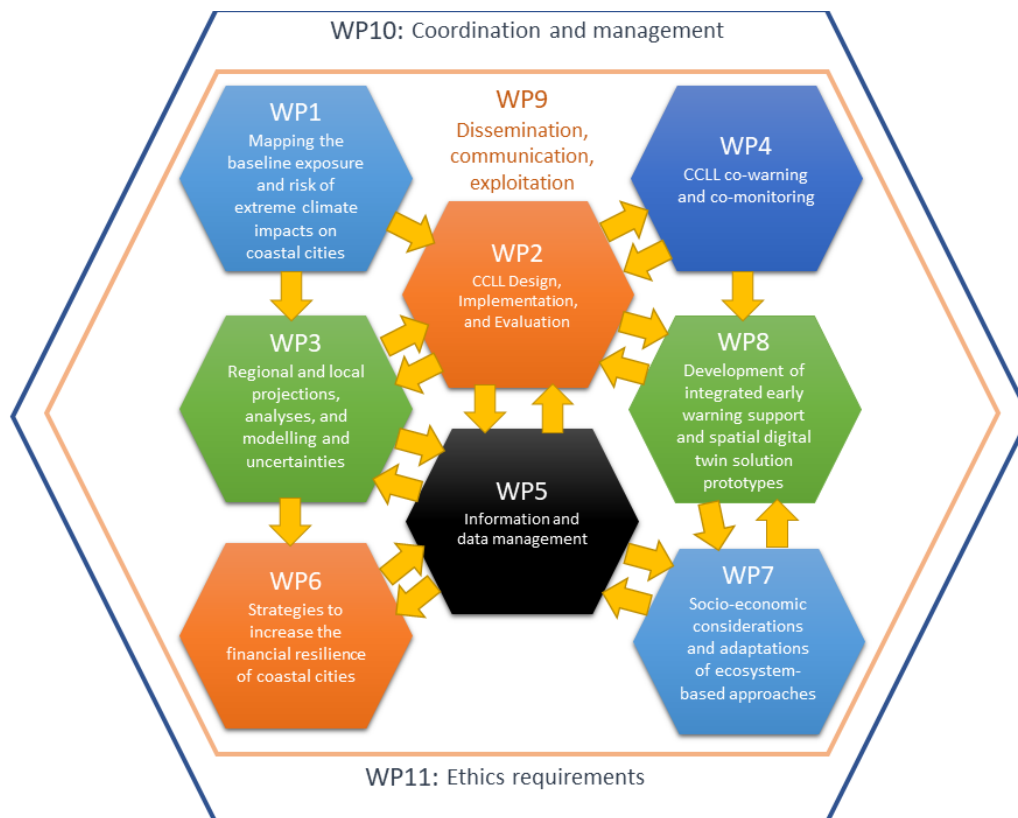 WP10: Coordination and management
WP1
Mapping the
baseline exposure
and risk of
extreme climate
impacts on
coastal cities
WP9
Dissemination,
communication,
exploitation
WP4
CCLL co-warning
and co-monitoring
WP2
CCLL Design,
Implementation,
and Evaluation
WP3
Regional and local
projections,
analyses, and
modelling and
uncertainties
WP8
Development of
integrated early
warning support
and spatial digital
twin solution
prototypes
WP5
Information and
data management
WP6
Strategies to
increase the
financial resilience
of coastal cities
WP7
Socio-economic
considerations
and adaptations
of ecosystem-
based approaches
WP11: Ethics requirements